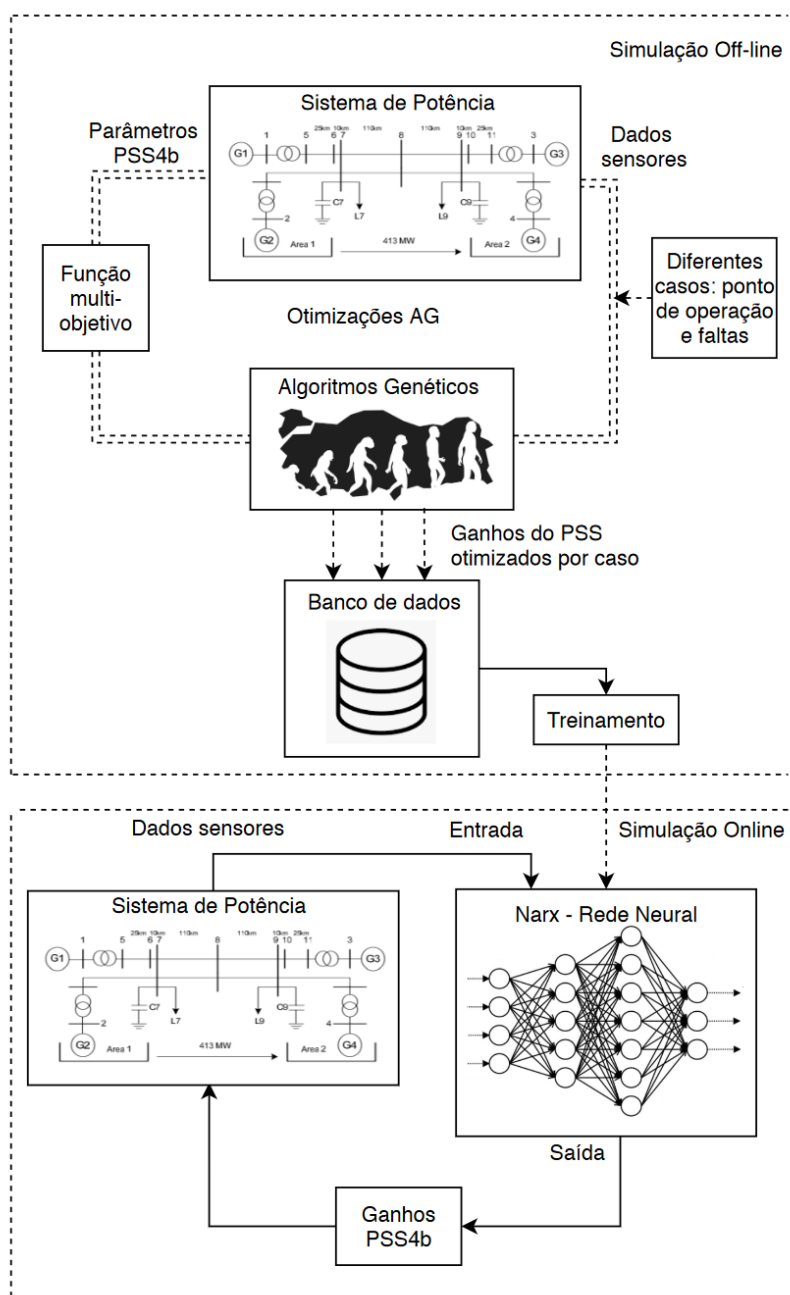 Simulação Off-line
Sistema de Potência
Parâmetros
PSS4b
Dados
sensores
25km 10km 110km 110km 10km 25km
1 5 6 7 8 9 10 11 3
G1 G3
C7 L7 L9 C9
2 4
G2 Area 1 413 MW Area 2 G4
Função
multi-
objetivo
Diferentes
casos: ponto
de operação
e faltas
Otimizações AG
Algoritmos Genéticos
Ganhos do PSS
otimizados por caso
Banco de dados
Treinamento
Dados sensores
Entrada
Simulação Online
Sistema de Potência
25km 10km 110km 110km 10km 25km
1 5 6 7 8 9 10 11 3
G1 G3
C7 L7 L9 C9
2 4
G2 Area 1 413 MW Area 2 G4
Narx - Rede Neural
Saída
Ganhos
PSS4b